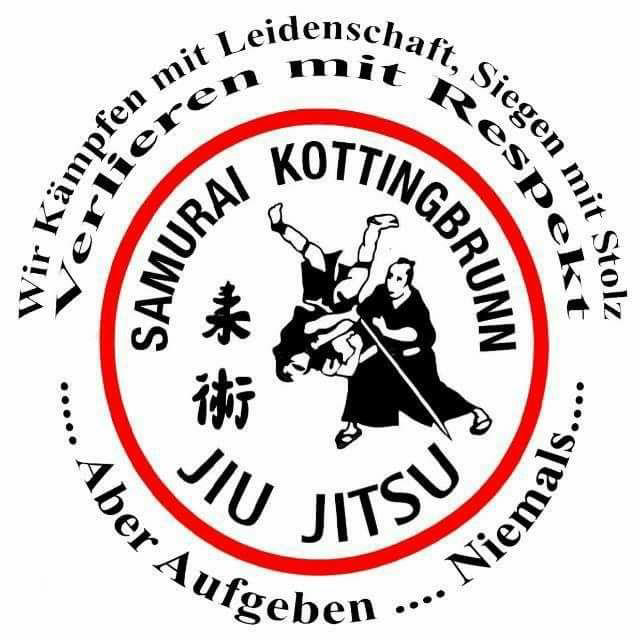 Wir Kämpfen mit Leidenschaft, Siegen mit Stolz
Verlieren mit Respekt
SAMURAI KOTTINGBRUNN
柔
術
JIU JITSU
..... Aber Aufgeben .... Niemals....